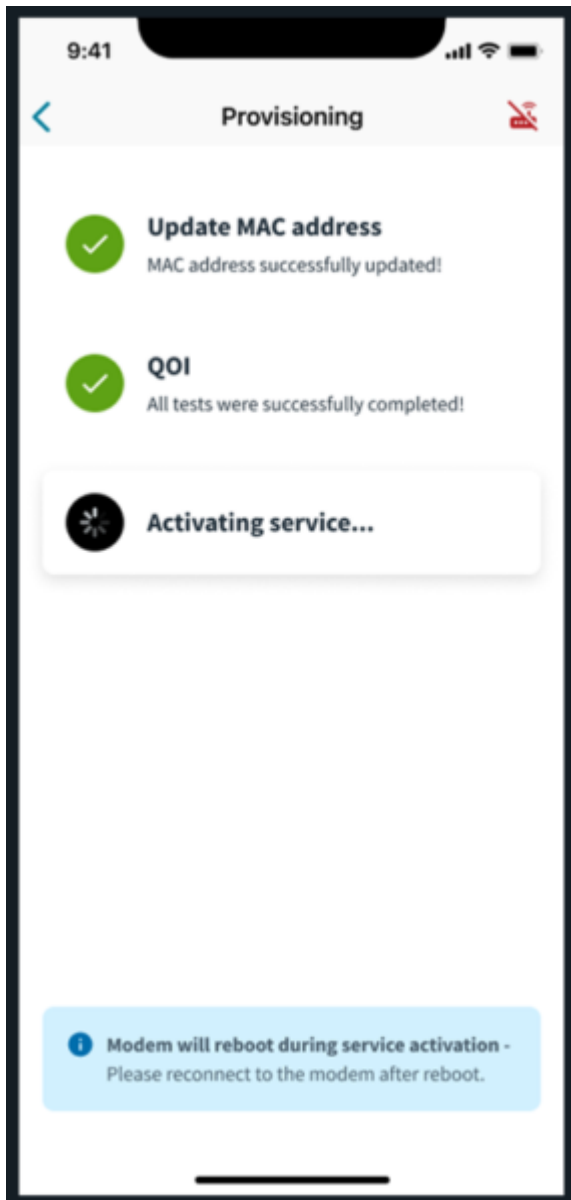 9:41
Provisioning
Update MAC address
MAC address successfully updated!
QOI
All tests were successfully completed!
Activating service...
Modem will reboot during service activation -
Please reconnect to the modem after reboot.